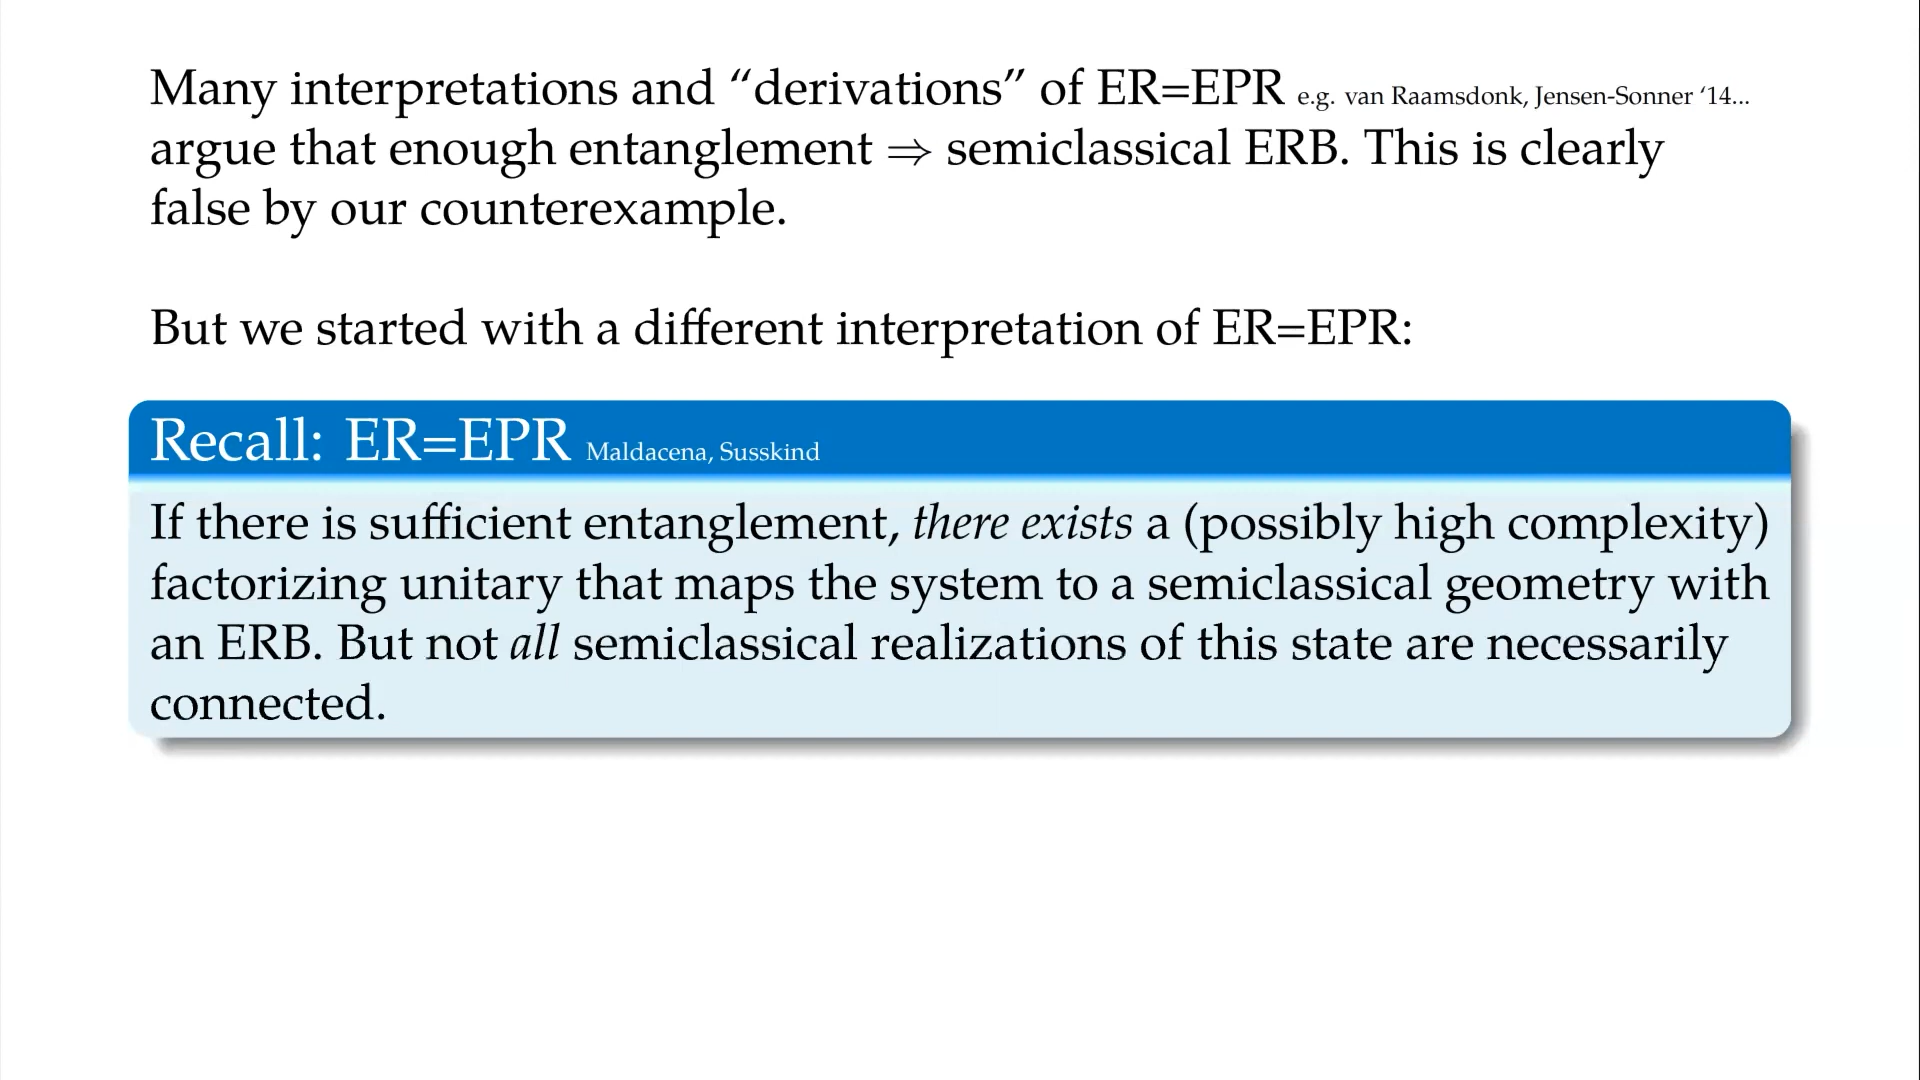 Many interpretations and “derivations” of ER=EPR e.g. van Raamsdonk, Jensen-Sonner ‘14...
argue that enough entanglement ⇒ semiclassical ERB. This is clearly
false by our counterexample.
But we started with a different interpretation of ER=EPR:
Recall: ER=EPR Maldacena, Susskind
If there is sufficient entanglement, there exists a (possibly high complexity)
factorizing unitary that maps the system to a semiclassical geometry with
an ERB. But not all semiclassical realizations of this state are necessarily
connected.